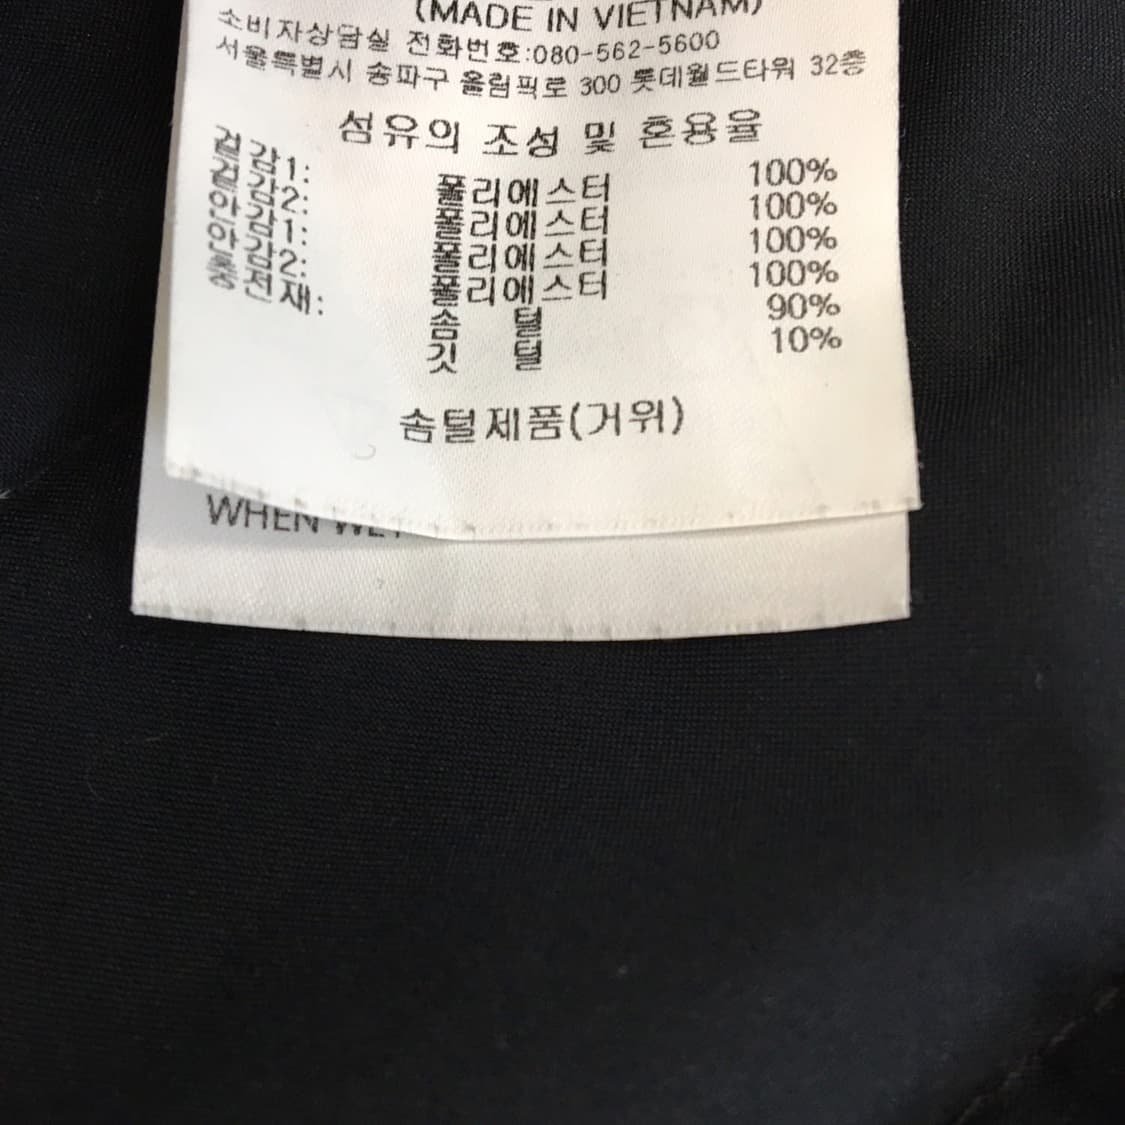 (MADE IN VIETNAM)
소비자상담실 전화번호:080-562-5600
서울특별시 송파구 올림픽로 300 롯데월드타워 32층
섬유의 조성 및 혼용율
겉감1: 폴리에스터 100%
겉감2: 폴리에스터 100%
안감1: 폴리에스터 100%
안감2: 폴리에스터 100%
충전재: 솜털 90%
깃털 10%
솜털제품(거위)
WHEN WET